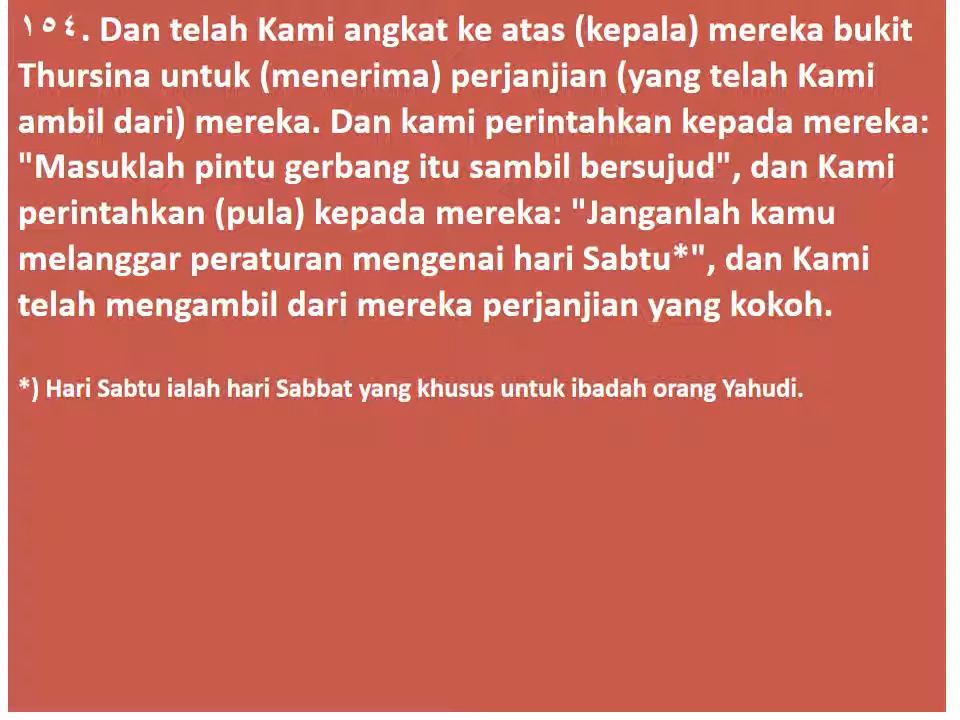 ١٥٤. Dan telah Kami angkat ke atas (kepala) mereka bukit
Thursina untuk (menerima) perjanjian (yang telah Kami
ambil dari) mereka. Dan kami perintahkan kepada mereka:
"Masuklah pintu gerbang itu sambil bersujud", dan Kami
perintahkan (pula) kepada mereka: "Janganlah kamu
melanggar peraturan mengenai hari Sabtu*", dan Kami
telah mengambil dari mereka perjanjian yang kokoh.
*) Hari Sabtu ialah hari Sabbat yang khusus untuk ibadah orang Yahudi.